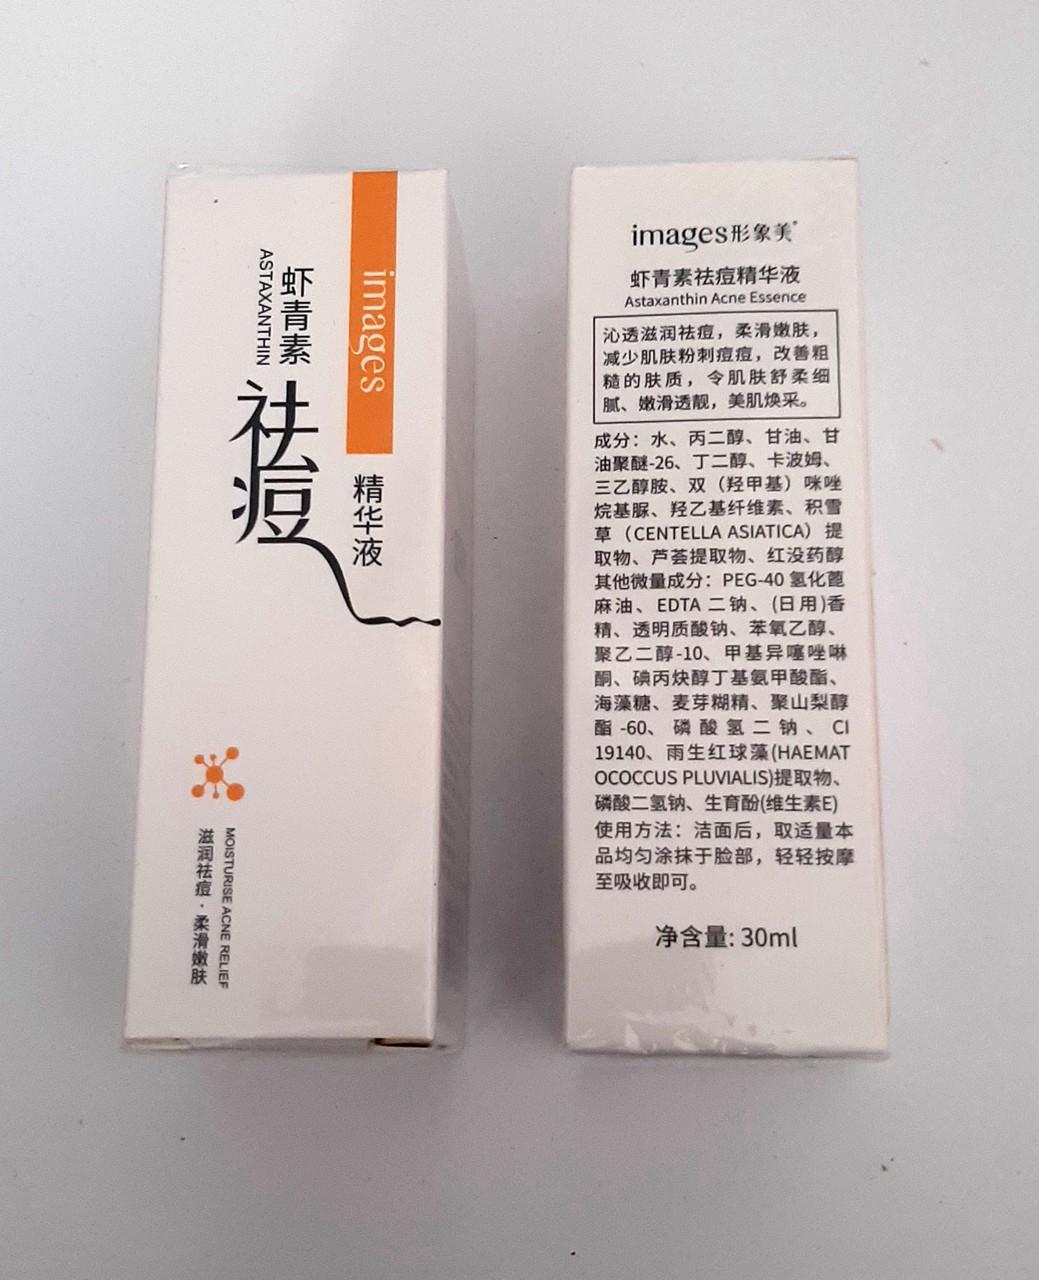 images
虾青素
ASTAXANTHIN
祛痘
精华液
MOISTURISE ACNE RELIEF
滋润祛痘·柔滑嫩肤
images形象美®
虾青素祛痘精华液
Astaxanthin Acne Essence
沁透滋润祛痘，柔滑嫩肤，
减少肌肤粉刺痘痘，改善粗
糙的肤质，令肌肤舒柔细
腻、嫩滑透靓，美肌焕采。
成分：水、丙二醇、甘油、甘
油聚醚-26、丁二醇、卡波姆、
三乙醇胺、双（羟甲基）咪唑
烷基脲、羟乙基纤维素、积雪
草（CENTELLA ASIATICA）提
取物、芦荟提取物、红没药醇
其他微量成分：PEG-40 氢化蓖
麻油、EDTA 二钠、(日用)香
精、透明质酸钠、苯氧乙醇、
聚乙二醇-10、甲基异噻唑啉
酮、碘丙炔醇丁基氨甲酸酯、
海藻糖、麦芽糊精、聚山梨醇
酯-60、磷酸氢二钠、CI
19140、雨生红球藻(HAEMAT
OCOCCUS PLUVIALIS)提取物、
磷酸二氢钠、生育酚(维生素E)
使用方法：洁面后，取适量本
品均匀涂抹于脸部，轻轻按摩
至吸收即可。
净含量: 30ml